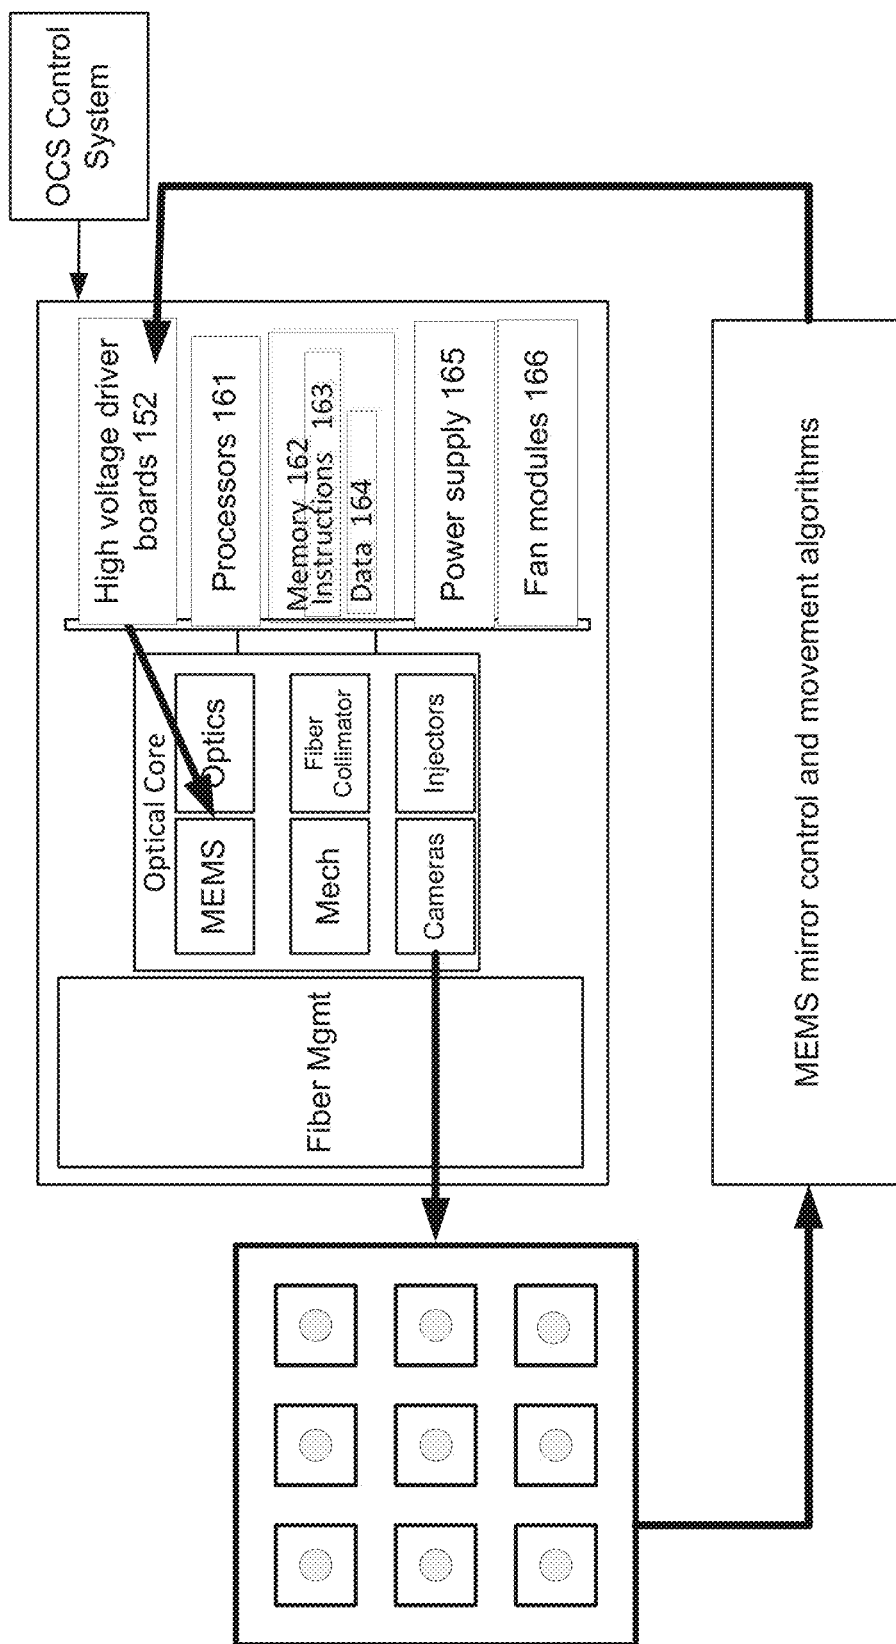 OCS Control
System
High voltage driver
boards 152
Processors 161
Memory 162
Instructions 163
Data 164
Power supply 165
Fan modules 166
Optical Core
MEMS
Optics
Mech
Fiber
Collimator
Cameras
Injectors
Fiber Mgmt
MEMS mirror control and movement algorithms